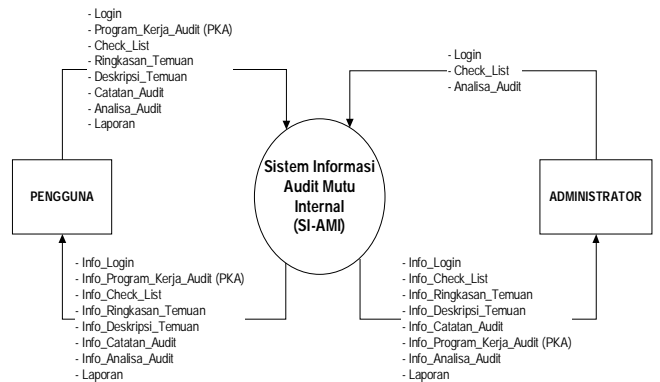 - Login
- Program_Kerja_Audit (PKA)
- Check_List
- Ringkasan_Temuan
- Deskripsi_Temuan
- Catatan_Audit
- Analisa_Audit
- Laporan
- Login
- Check_List
- Analisa_Audit
PENGGUNA
Sistem Informasi
Audit Mutu
Internal
(SI-AMI)
ADMINISTRATOR
- Info_Login
- Info_Program_Kerja_Audit (PKA)
- Info_Check_List
- Info_Ringkasan_Temuan
- Info_Deskripsi_Temuan
- Info_Catatan_Audit
- Info_Analisa_Audit
- Laporan
- Info_Login
- Info_Check_List
- Info_Ringkasan_Temuan
- Info_Deskripsi_Temuan
- Info_Catatan_Audit
- Info_Program_Kerja_Audit (PKA)
- Info_Analisa_Audit
- Laporan